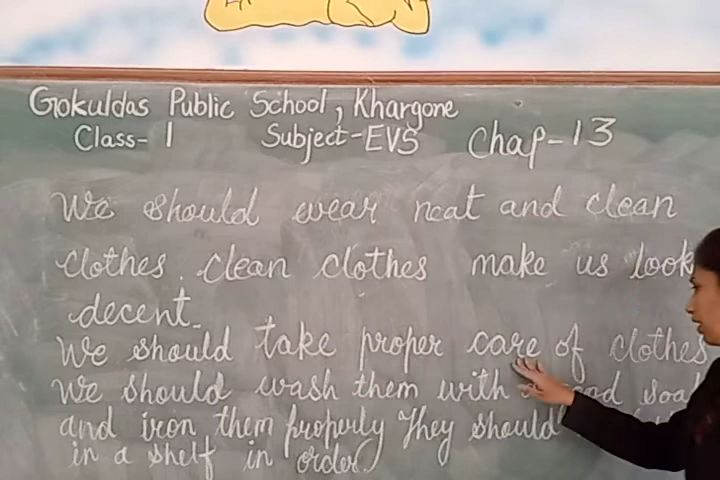 Gokuldas Public School, Khargone
Class-1 Subject-EVS Chap-13
We should wear neat and clean
clothes. clean clothes make us look
decent.
We should take proper care of clothes
We should wash them with
and iron them properly They should
in a shelf in order.